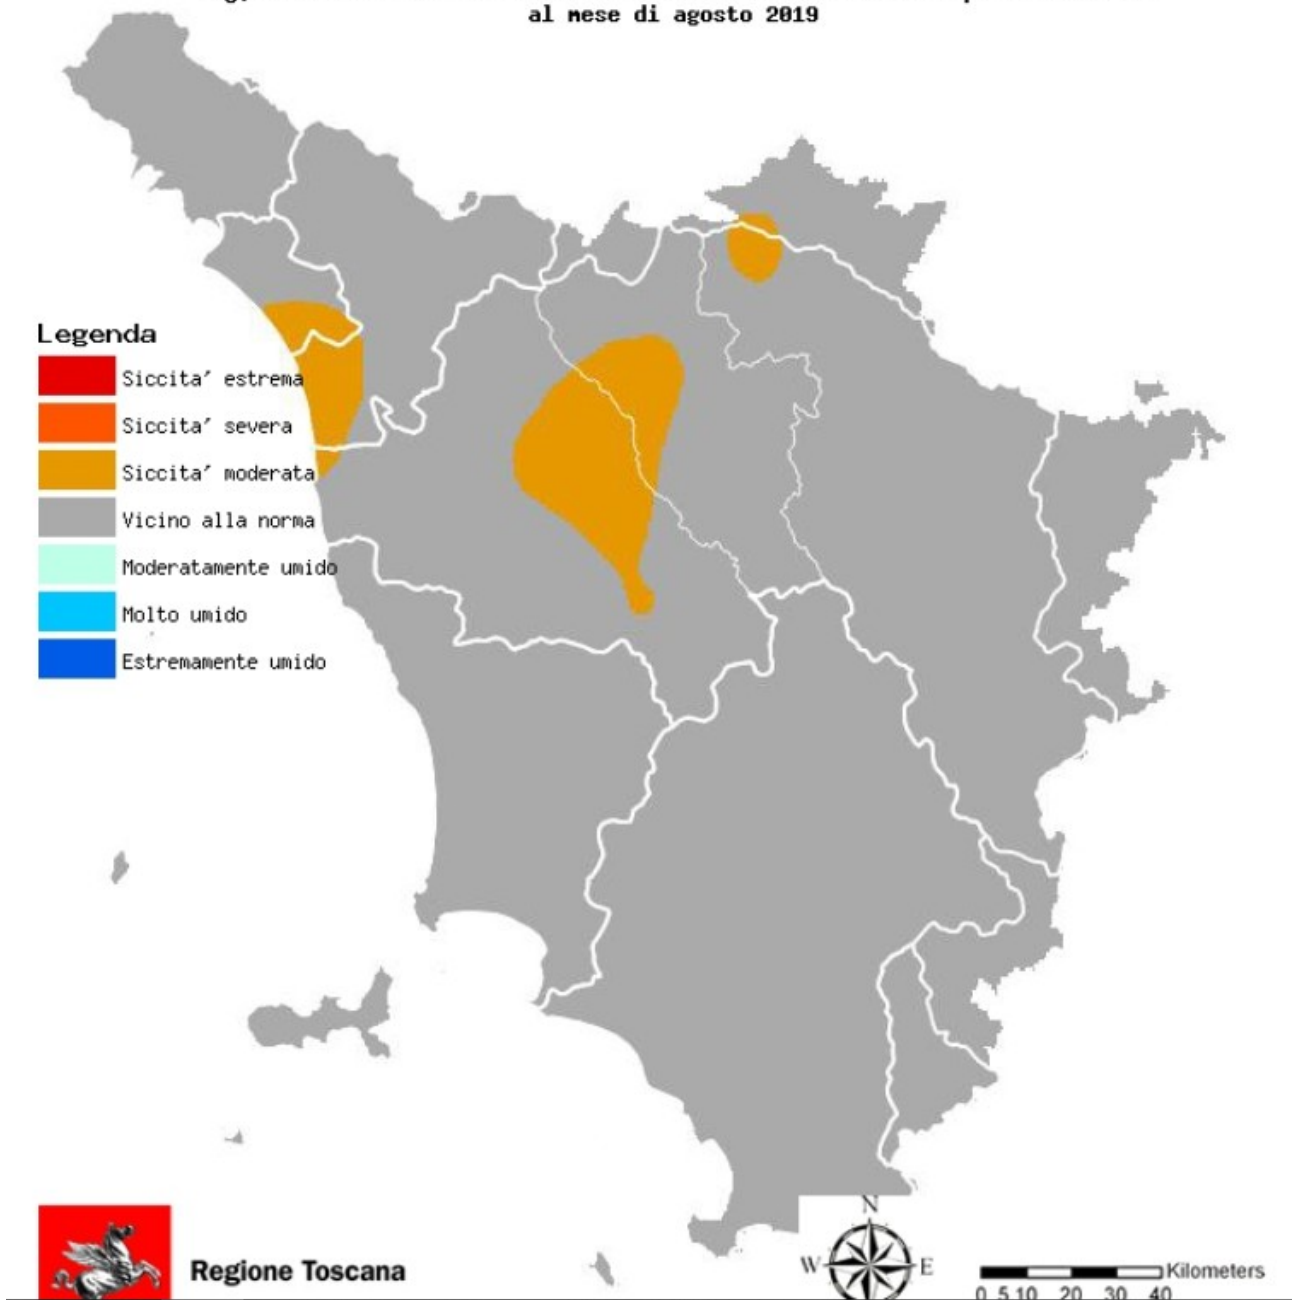 al mese di agosto 2019
Legenda
Siccita' estrema
Siccita' severa
Siccita' moderata
Vicino alla norma
Moderatamente umido
Molto umido
Estremamente umido
N
W E
Regione Toscana
Kilometers
0 5 10 20 30 40